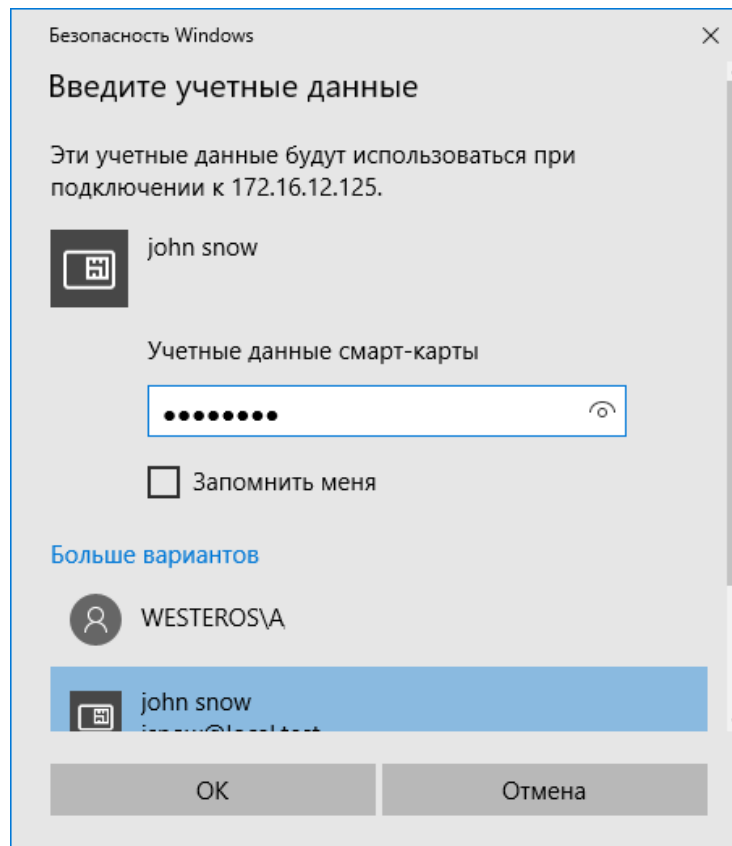 Безопасность Windows
Введите учетные данные
Эти учетные данные будут использоваться при
подключении к 172.16.12.125.
john snow
Учетные данные смарт-карты
Запомнить меня
Больше вариантов
WESTEROS\A
john snow
OK
Отмена